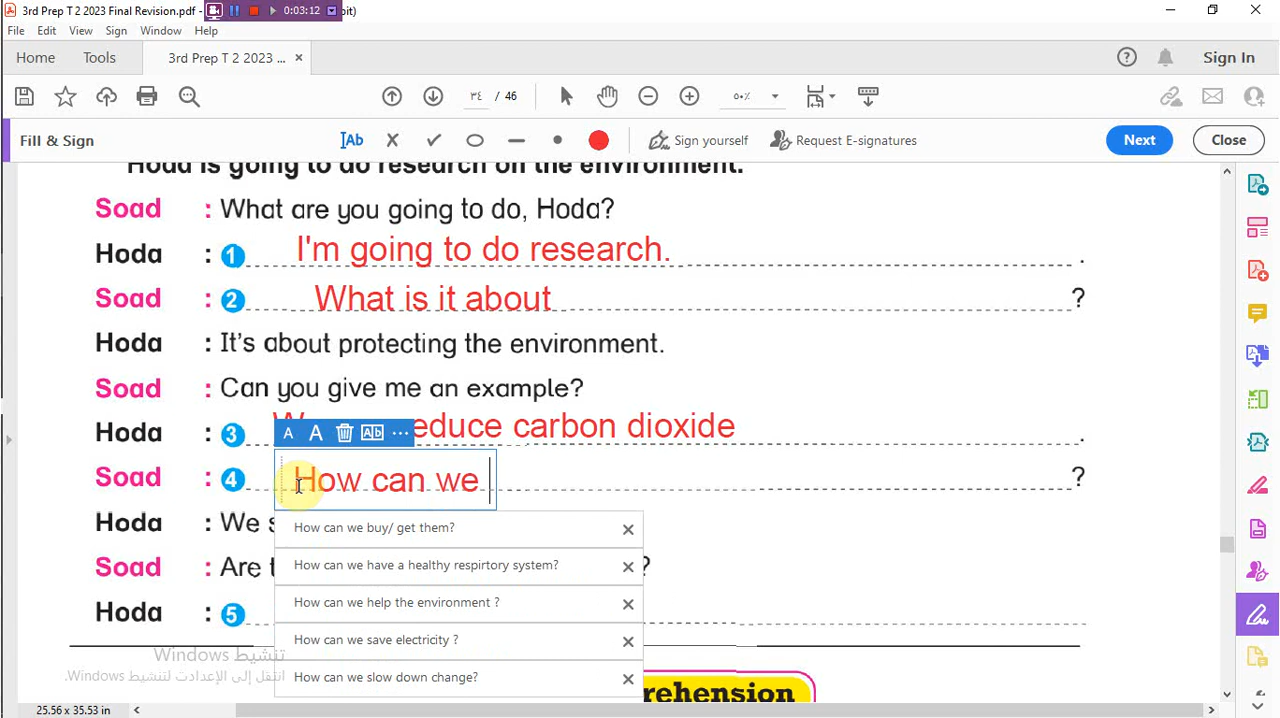 3rd Prep T 2 2023 Final Revision.pdf - 0:03:12 bit)
File Edit View Sign Window Help
Home Tools 3rd Prep T 2 2023 ... × Sign In
٣٤ / 46 ٥٠٪
Fill & Sign Ab Sign yourself Request E-signatures Next Close
Hoda is going to do research on the environment.
Soad : What are you going to do, Hoda?
Hoda : 1 I'm going to do research. .
Soad : 2 What is it about ?
Hoda : It's about protecting the environment.
Soad : Can you give me an example?
Hoda : 3 educe carbon dioxide .
A A Ab ...
Soad : 4 How can we ?
Hoda : We s
How can we buy/ get them?
Soad : Are t ?
How can we have a healthy respirtory system?
How can we help the environment ?
Hoda : 5
How can we save electricity ?
تنشيط Windows
انتقل إلى الإعدادت لتنشيط Windows.
How can we slow down change?
rehension
25.56 x 35.53 in